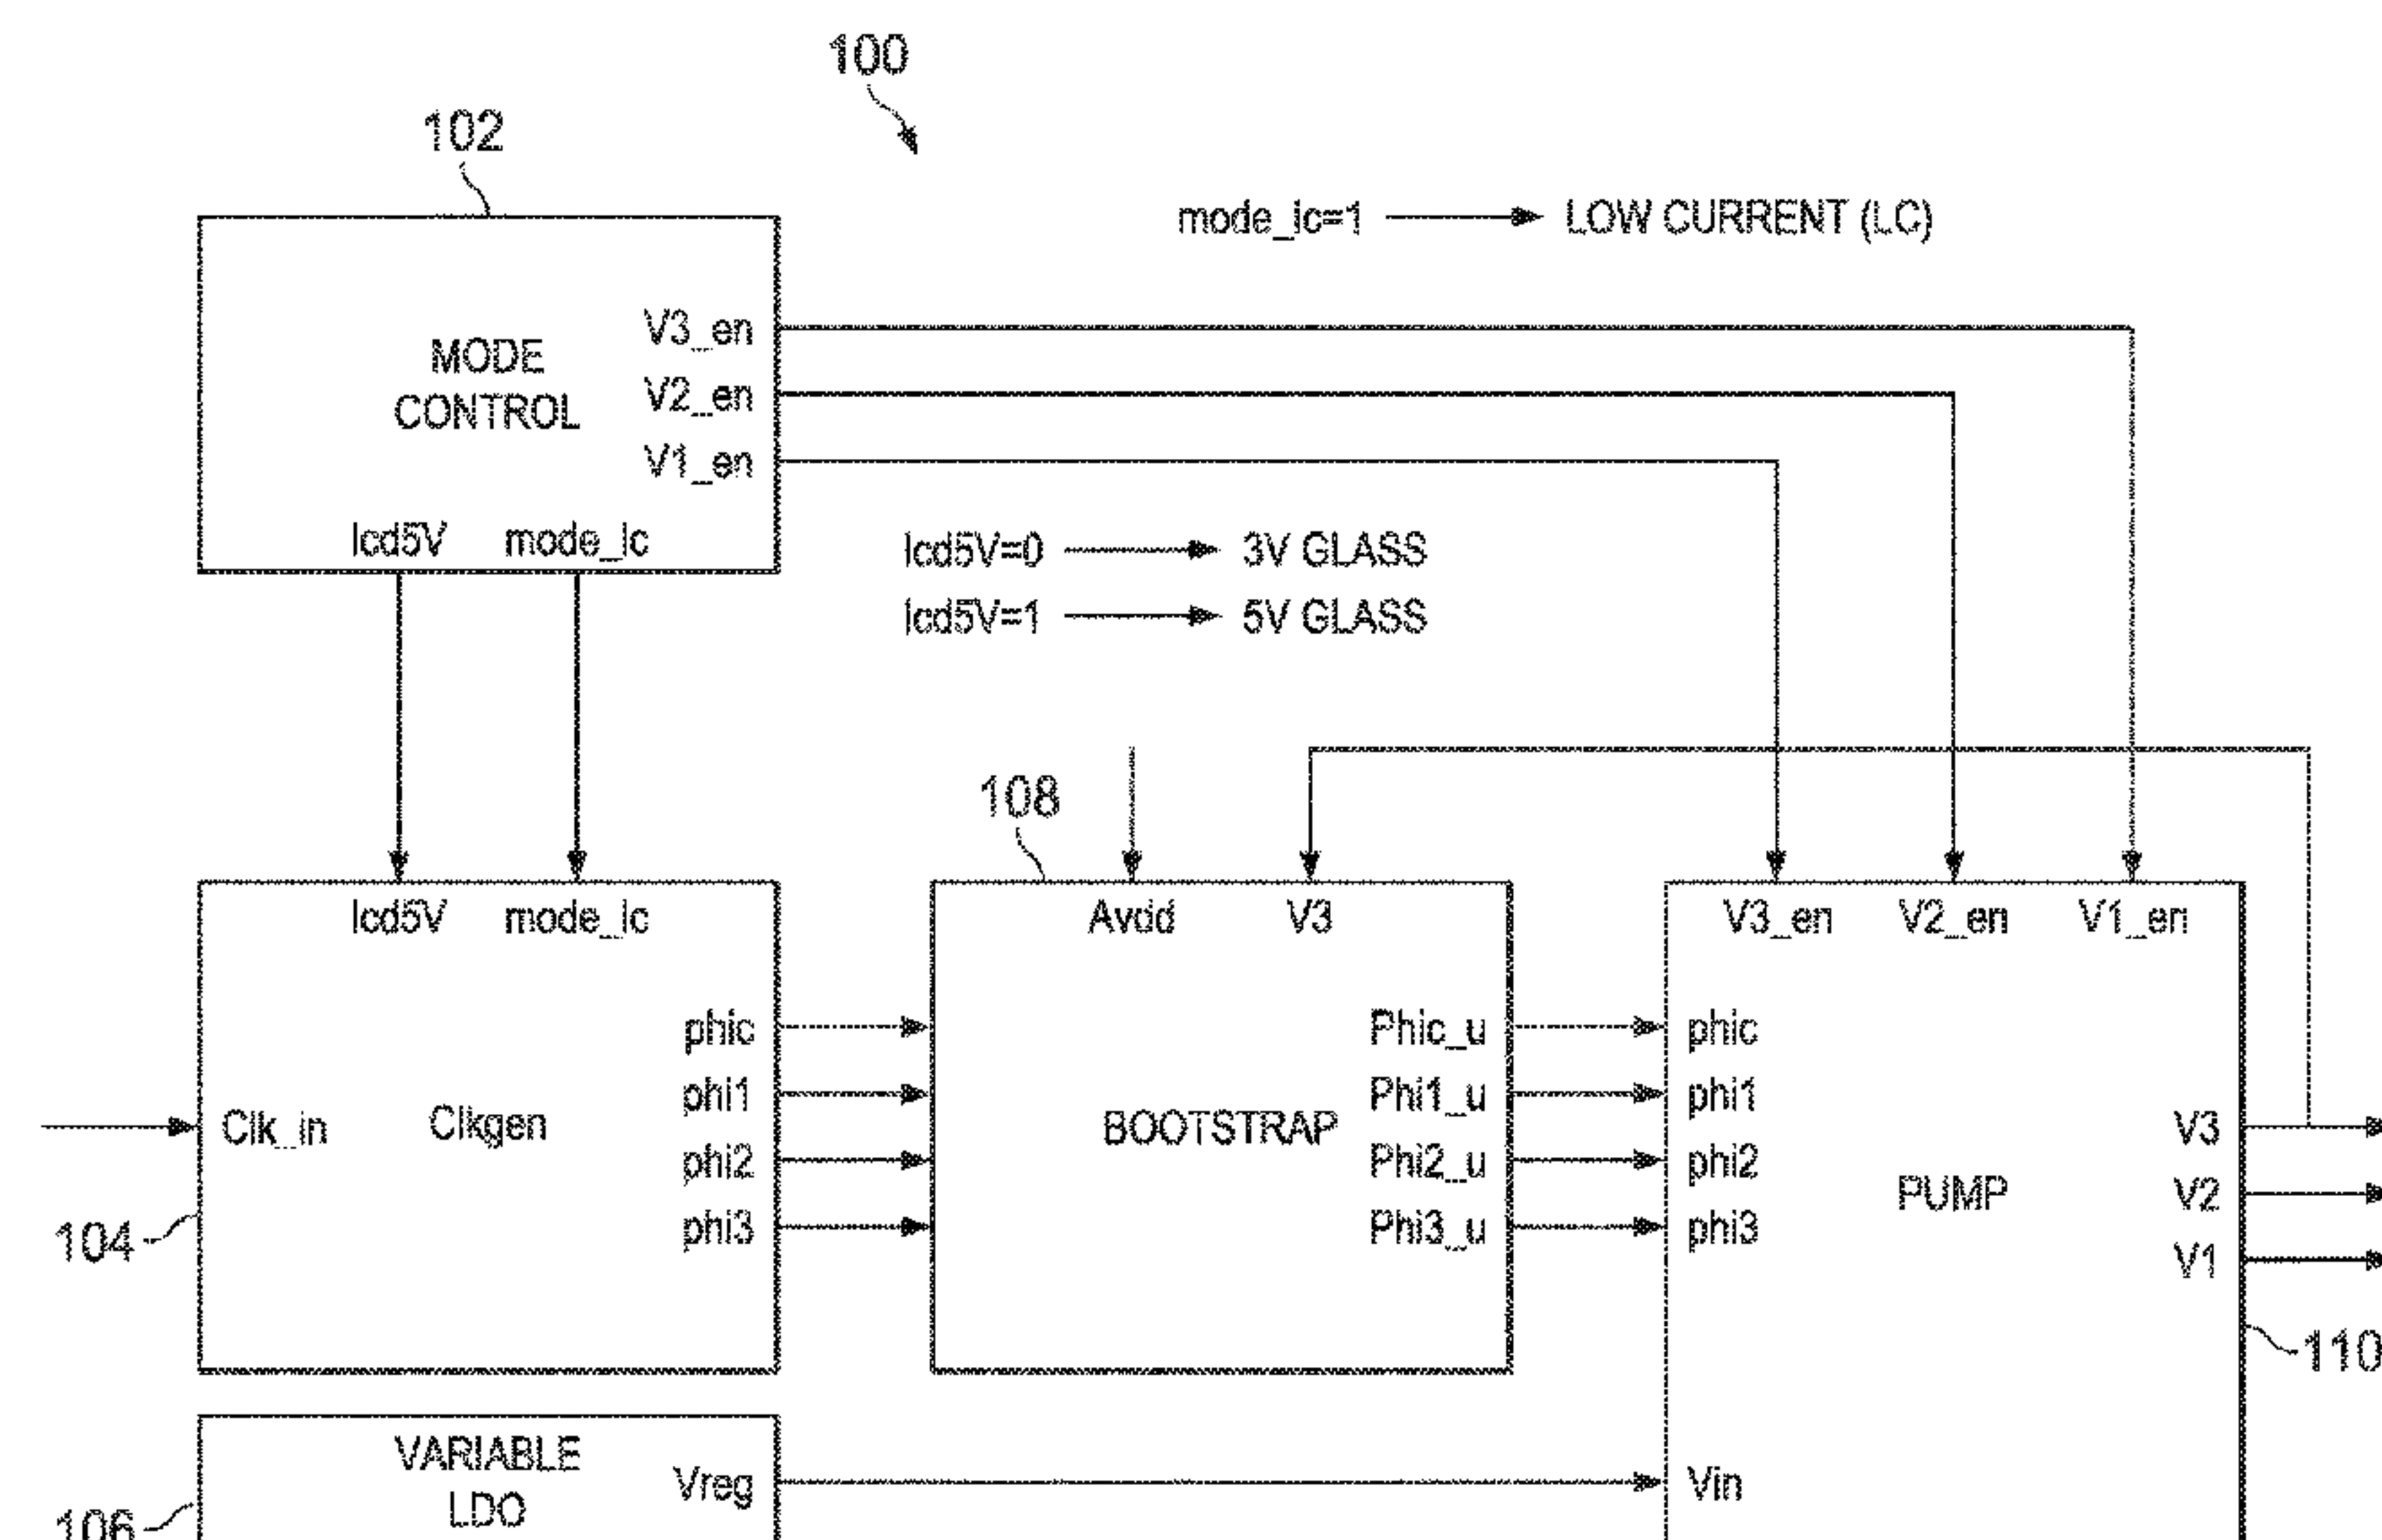 100
102
mode_lc=1 LOW CURRENT (LC)
V3_en
MODE
CONTROL
V2_en
V1_en
lcd5V mode_lc
lcd5V=0 3V GLASS
lcd5V=1 5V GLASS
108
lcd5V mode_lc
Avdd V3
V3_en V2_en V1_en
phic
phi1
phi2
phi3
Clk_in Clkgen
104
BOOTSTRAP
Phic_u
Phi1_u
Phi2_u
Phi3_u
phic
phi1
phi2
phi3
PUMP
V3
V2
V1
110
VARIABLE
LDO
Vreg
Vin
106